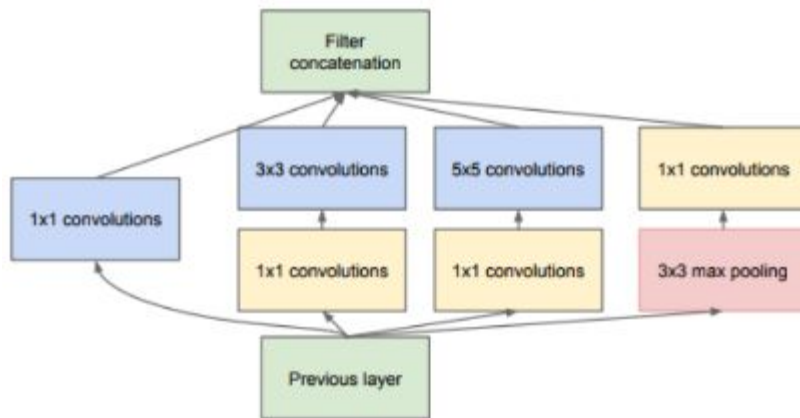 Filter
concatenation
3x3 convolutions
5x5 convolutions
1x1 convolutions
1x1 convolutions
1x1 convolutions
1x1 convolutions
3x3 max pooling
Previous layer